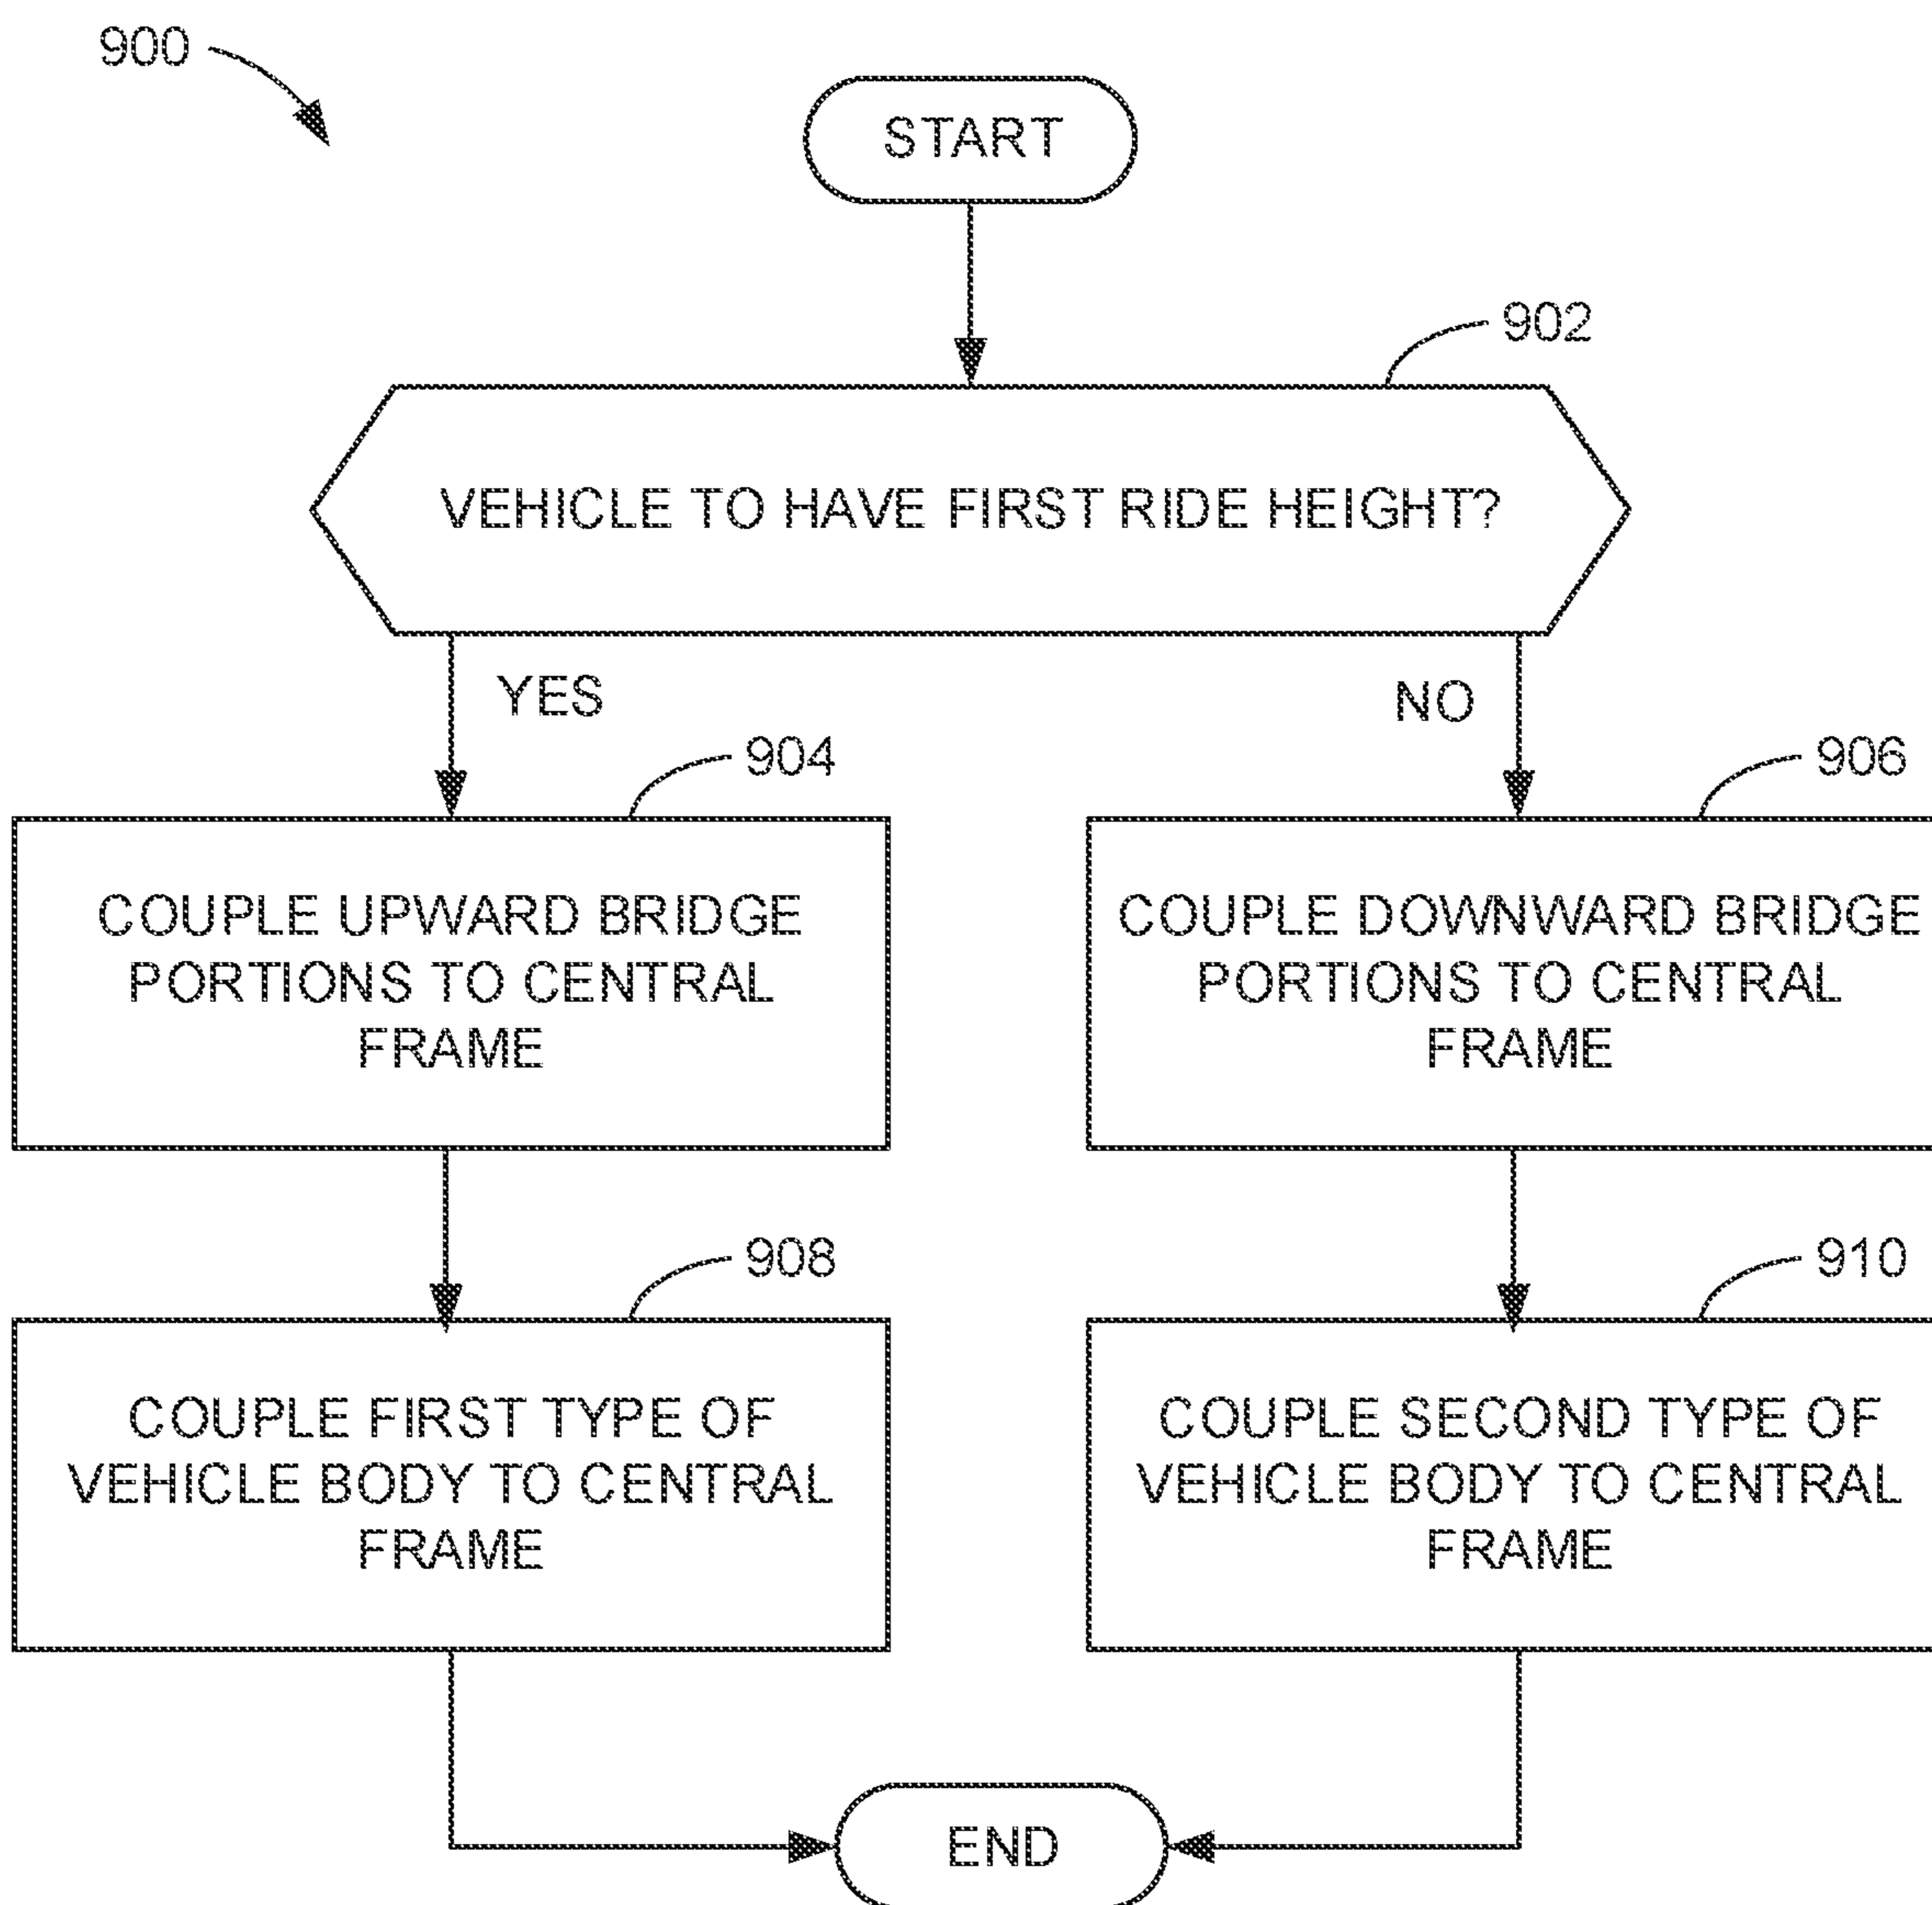 900
START
902
VEHICLE TO HAVE FIRST RIDE HEIGHT?
YES
NO
904
906
COUPLE UPWARD BRIDGE
PORTIONS TO CENTRAL
FRAME
COUPLE DOWNWARD BRIDGE
PORTIONS TO CENTRAL
FRAME
908
910
COUPLE FIRST TYPE OF
VEHICLE BODY TO CENTRAL
FRAME
COUPLE SECOND TYPE OF
VEHICLE BODY TO CENTRAL
FRAME
END